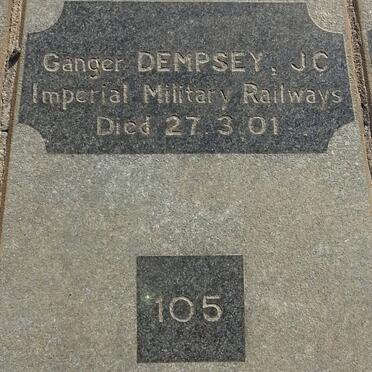 Ganger DEMPSEY, J C
Imperial Military Railways
Died 27. 3. 01
105